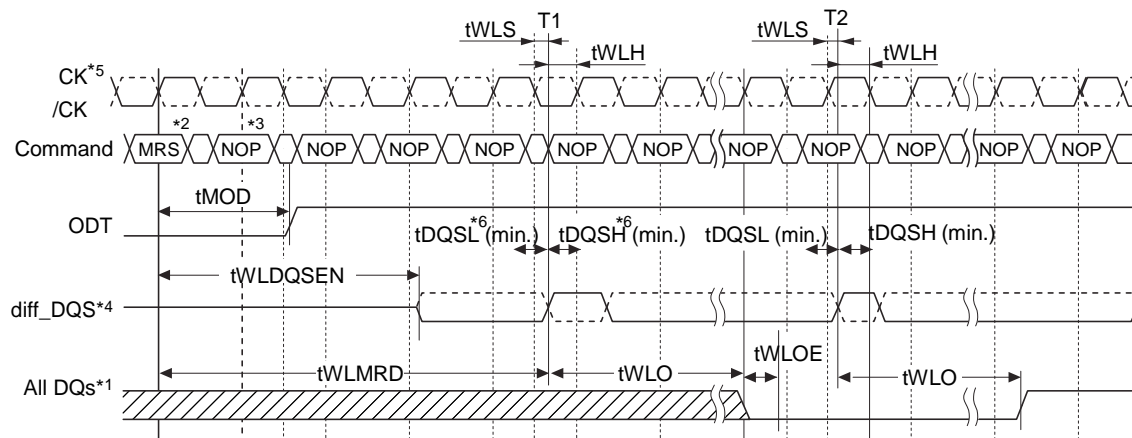 T1 T2
tWLS tWLS
tWLH tWLH
CK*5
/CK
*2 *3
Command MRS NOP NOP NOP NOP NOP NOP NOP NOP NOP NOP NOP
tMOD
ODT
tDQSL*6 (min.) tDQSH*6 (min.) tDQSL (min.) tDQSH (min.)
tWLDQSEN
diff_DQS*4
tWLOE
tWLMRD tWLO tWLO
All DQs*1